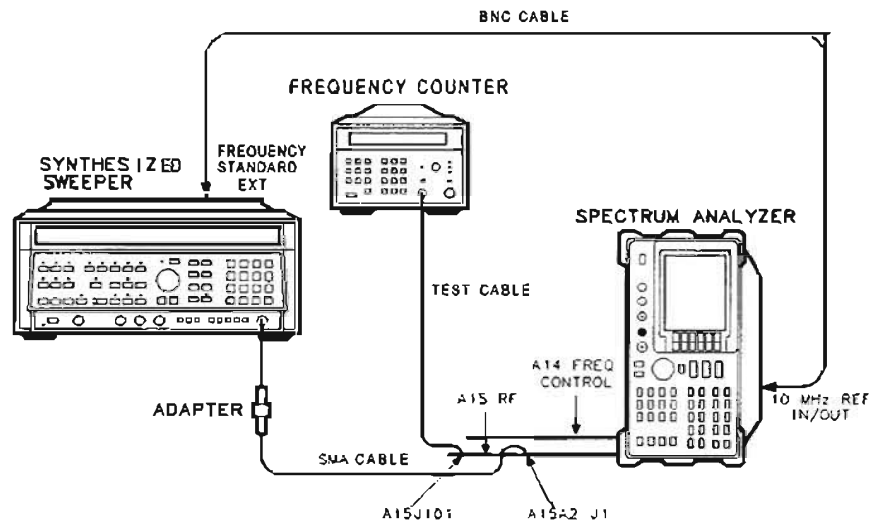 BNC CABLE
FREQUENCY COUNTER
SYNTHESIZED
SWEEPER
FREQUENCY
STANDARD
EXT
SPECTRUM ANALYZER
TEST CABLE
A14 FREQ
CONTROL
A15 RF
10 MHz REF
IN/OUT
ADAPTER
SMA CABLE
A15J101
A15A2 J1